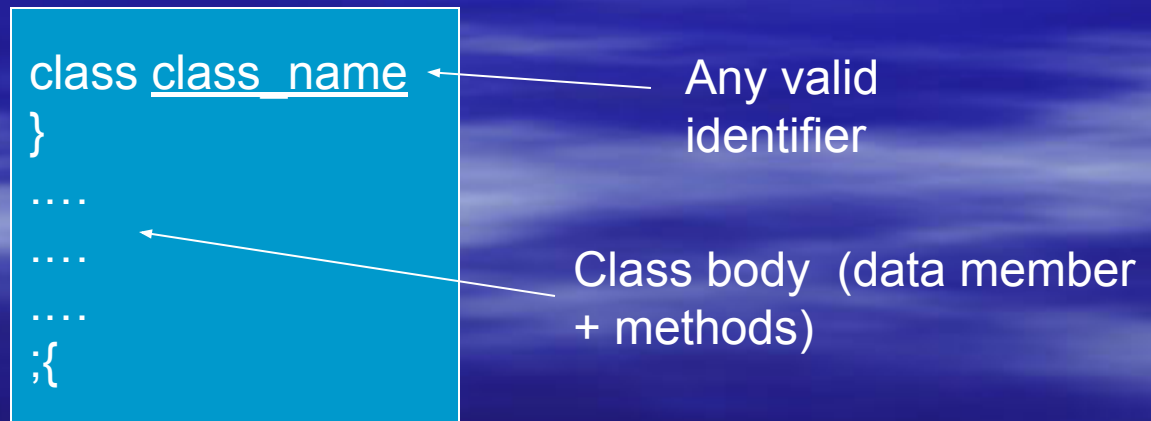 class class_name
}
....
....
....
;{
Any valid
identifier
Class body (data member
+ methods)